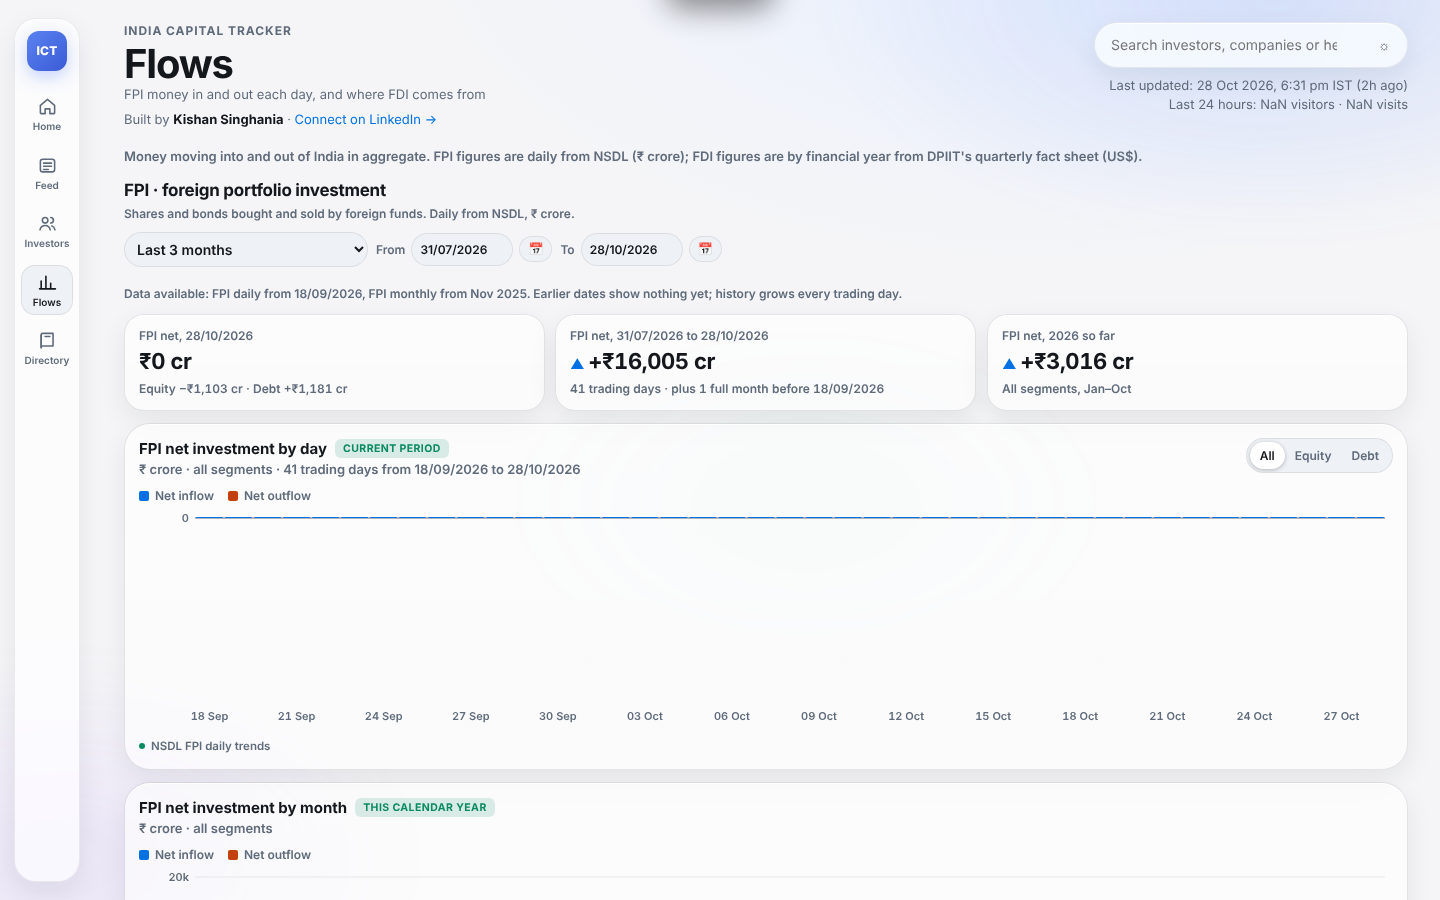 ICT
Home
Feed
Investors
Flows
Directory
INDIA CAPITAL TRACKER
Flows
FPI money in and out each day, and where FDI comes from
Built by Kishan Singhania · Connect on LinkedIn →
Search investors, companies or he
Last updated: 28 Oct 2026, 6:31 pm IST (2h ago)
Last 24 hours: NaN visitors · NaN visits
Money moving into and out of India in aggregate. FPI figures are daily from NSDL (₹ crore); FDI figures are by financial year from DPIIT's quarterly fact sheet (US$).
FPI · foreign portfolio investment
Shares and bonds bought and sold by foreign funds. Daily from NSDL, ₹ crore.
Last 3 months From 31/07/2026 To 28/10/2026
Data available: FPI daily from 18/09/2026, FPI monthly from Nov 2025. Earlier dates show nothing yet; history grows every trading day.
FPI net, 28/10/2026
₹0 cr
Equity −₹1,103 cr · Debt +₹1,181 cr
FPI net, 31/07/2026 to 28/10/2026
▲ +₹16,005 cr
41 trading days · plus 1 full month before 18/09/2026
FPI net, 2026 so far
▲ +₹3,016 cr
All segments, Jan–Oct
FPI net investment by day CURRENT PERIOD
₹ crore · all segments · 41 trading days from 18/09/2026 to 28/10/2026
All Equity Debt
Net inflow Net outflow
0
18 Sep 21 Sep 24 Sep 27 Sep 30 Sep 03 Oct 06 Oct 09 Oct 12 Oct 15 Oct 18 Oct 21 Oct 24 Oct 27 Oct
NSDL FPI daily trends
FPI net investment by month THIS CALENDAR YEAR
₹ crore · all segments
Net inflow Net outflow
20k